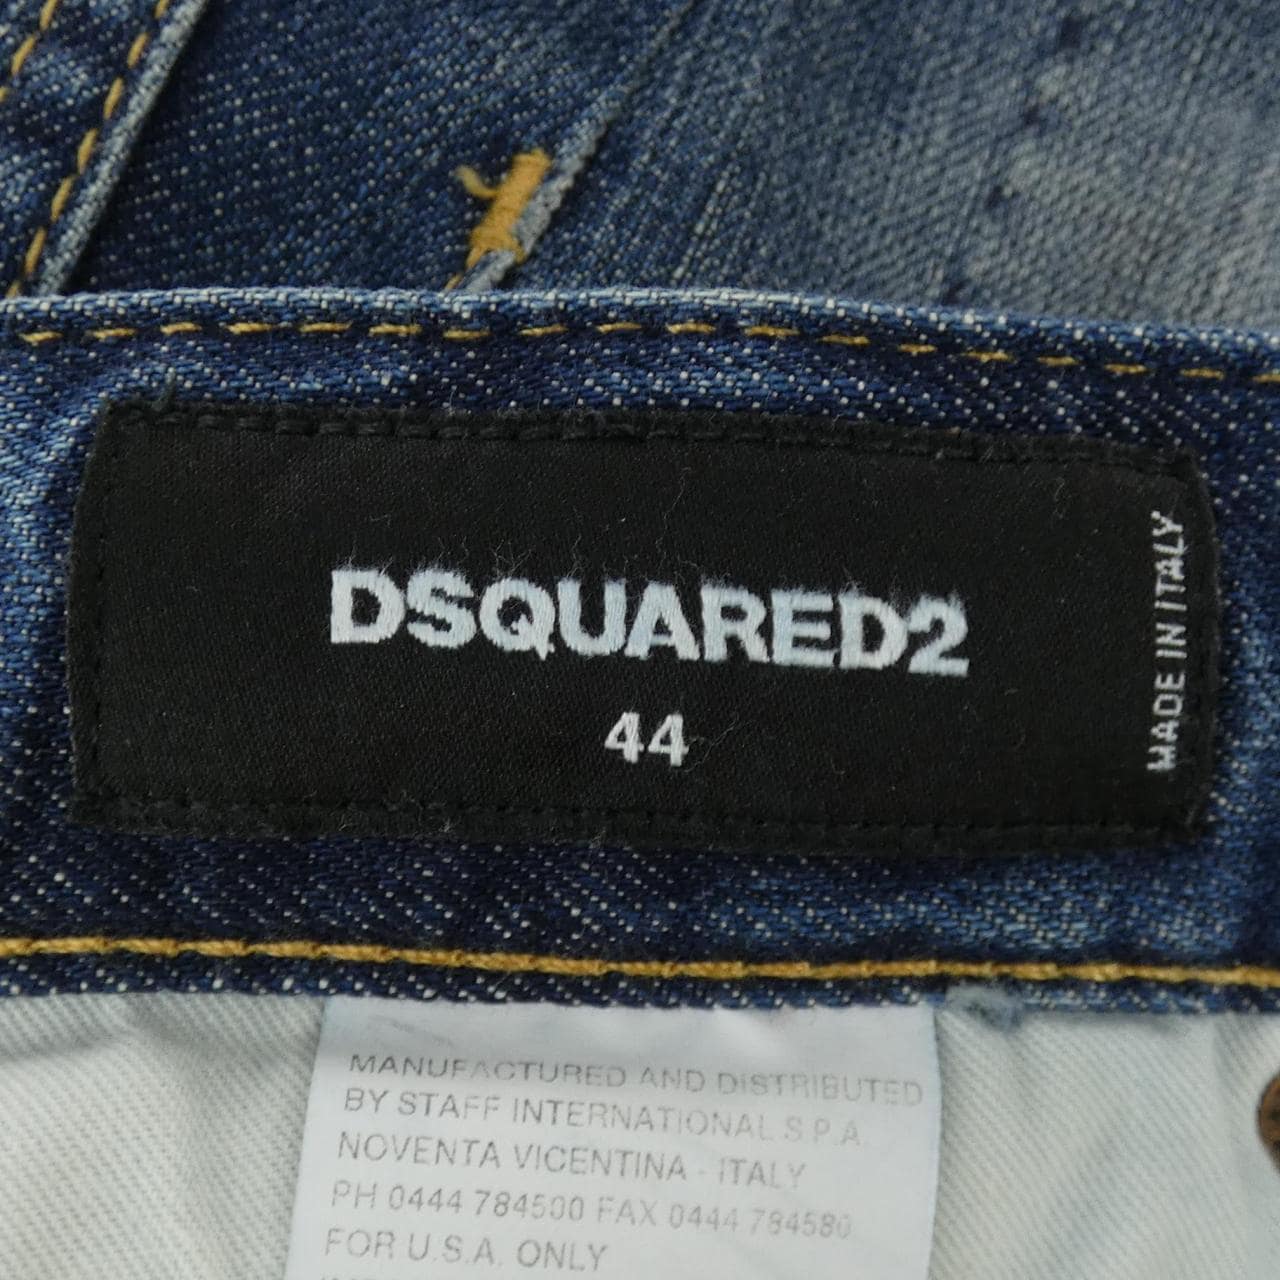 DSQUARED2
44
MADE IN ITALY
MANUFACTURED AND DISTRIBUTED
BY STAFF INTERNATIONAL S.P.A.
NOVENTA VICENTINA - ITALY
PH 0444 784500 FAX 0444 784580
FOR U.S.A. ONLY